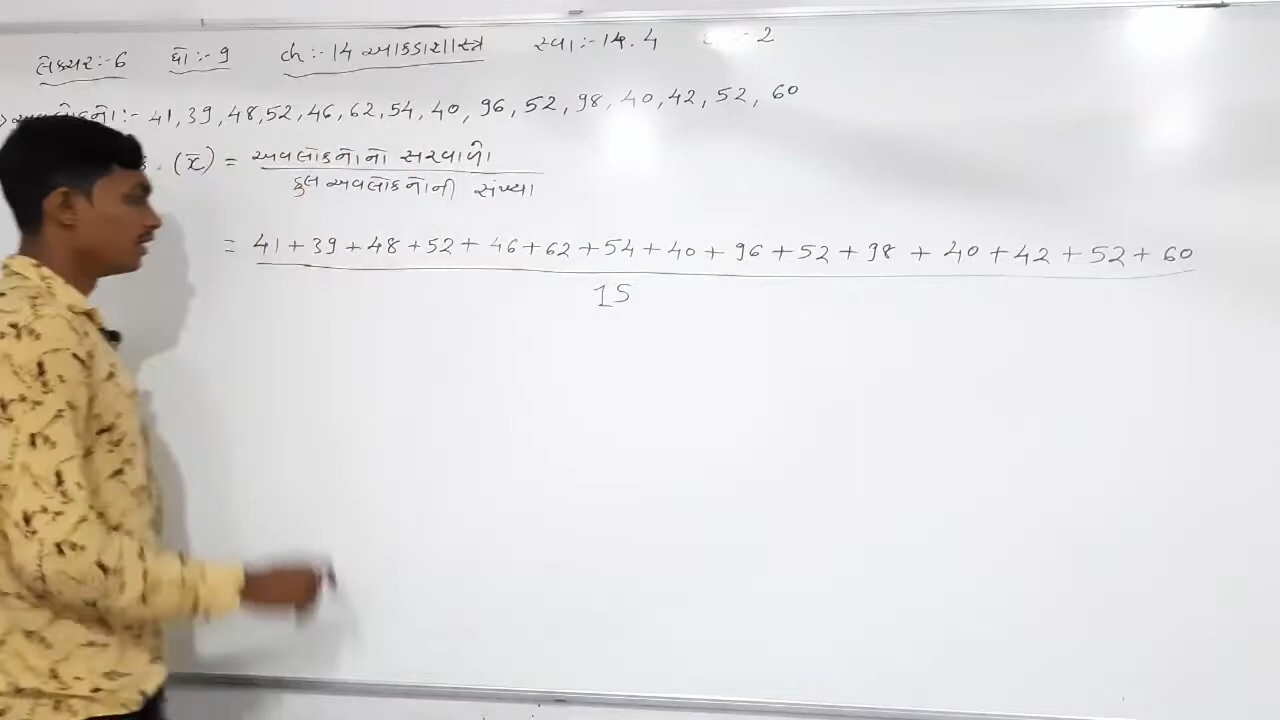 લેક્ચર:-6 ધો:-9 ch:-14 આંકડાશાસ્ત્ર સ્વા:-14.4 2
:- 41, 39, 48, 52, 46, 62, 54, 40, 96, 52, 98, 40, 42, 52, 60
(x̄) = અવલોકનોનો સરવાળો
કુલ અવલોકનોની સંખ્યા
= 41+39+48+52+46+62+54+40+96+52+98+40+42+52+60
15